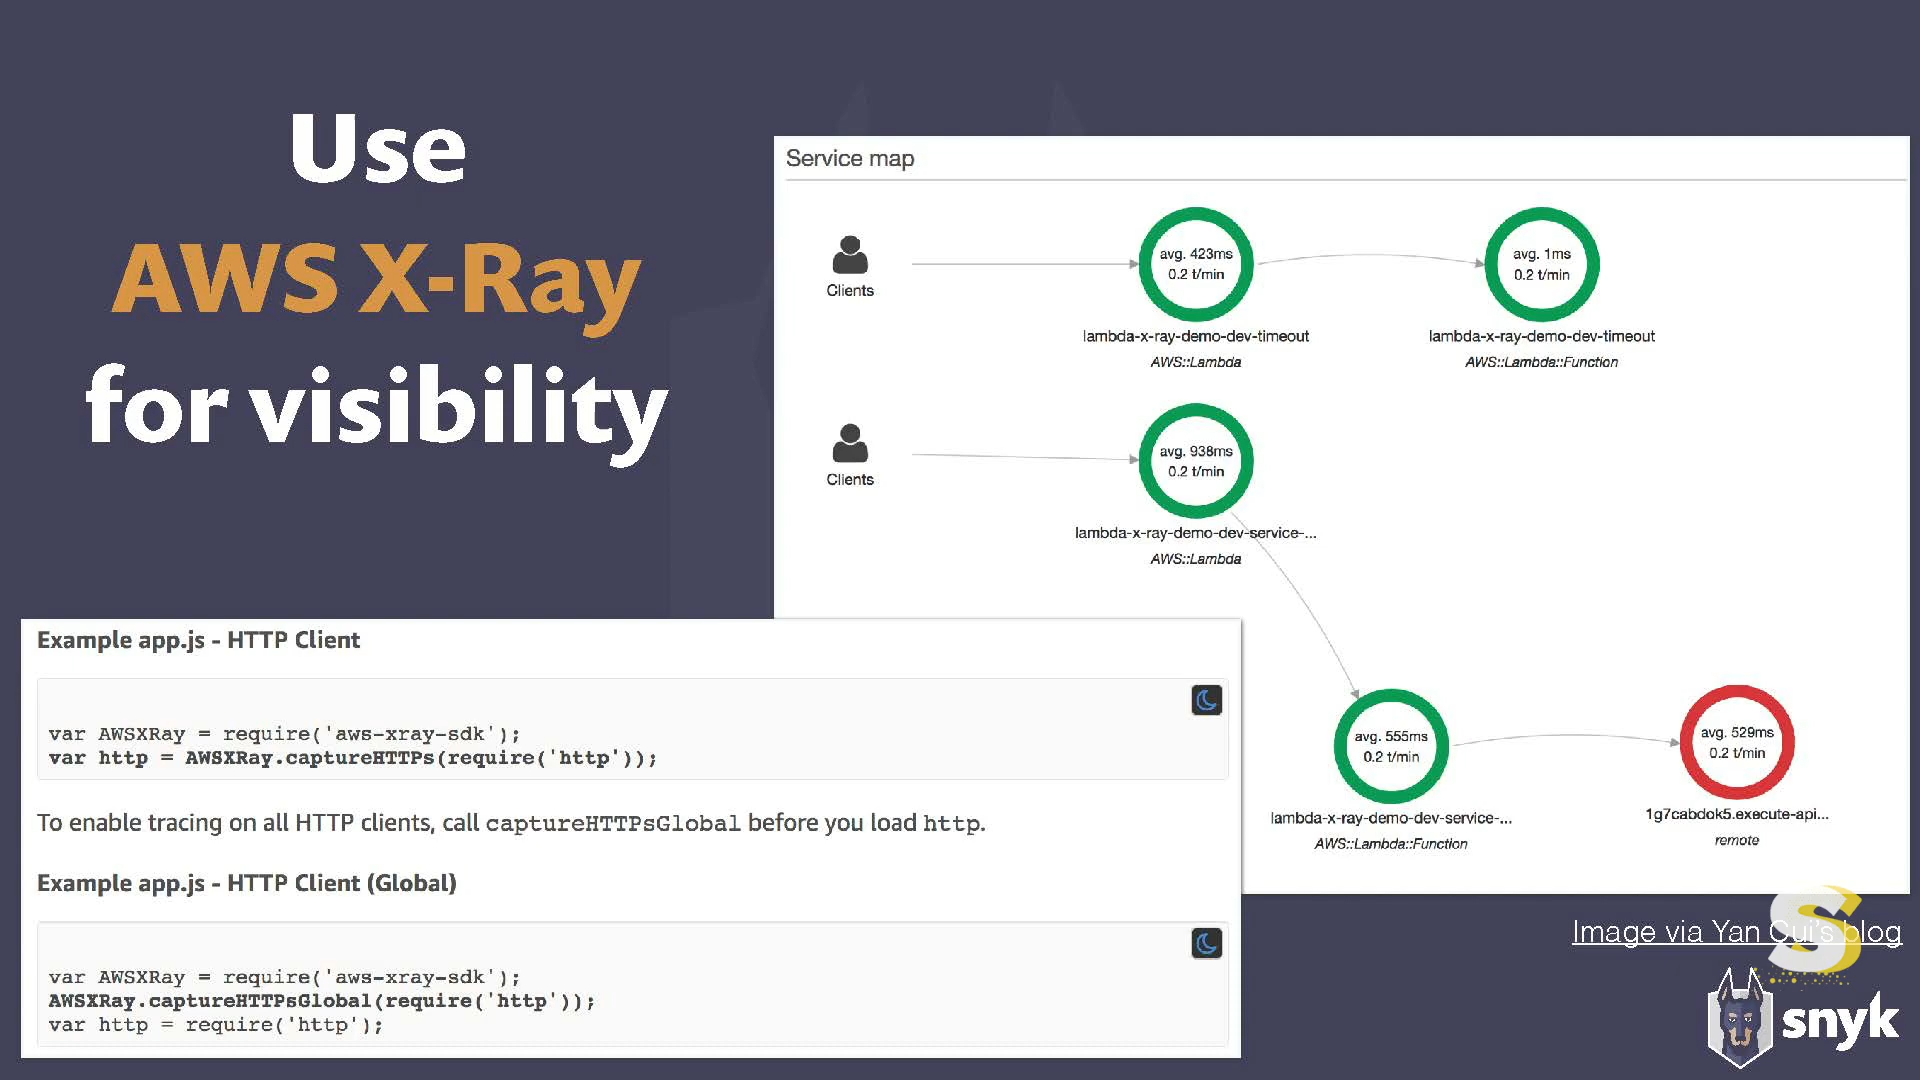 Use
AWS X-Ray
for visibility
Service map
Clients
avg. 423ms
0.2 t/min
lambda-x-ray-demo-dev-timeout
AWS::Lambda
avg. 1ms
0.2 t/min
lambda-x-ray-demo-dev-timeout
AWS::Lambda::Function
Clients
avg. 938ms
0.2 t/min
lambda-x-ray-demo-dev-service-...
AWS::Lambda
avg. 555ms
0.2 t/min
lambda-x-ray-demo-dev-service-...
AWS::Lambda::Function
avg. 529ms
0.2 t/min
1g7cabdok5.execute-api...
remote
Example app.js - HTTP Client
var AWSXRay = require('aws-xray-sdk');
var http = AWSXRay.captureHTTPs(require('http'));
To enable tracing on all HTTP clients, call captureHTTPsGlobal before you load http.
Example app.js - HTTP Client (Global)
var AWSXRay = require('aws-xray-sdk');
AWSXRay.captureHTTPsGlobal(require('http'));
var http = require('http');
Image via Yan Cui's blog
S
snyk